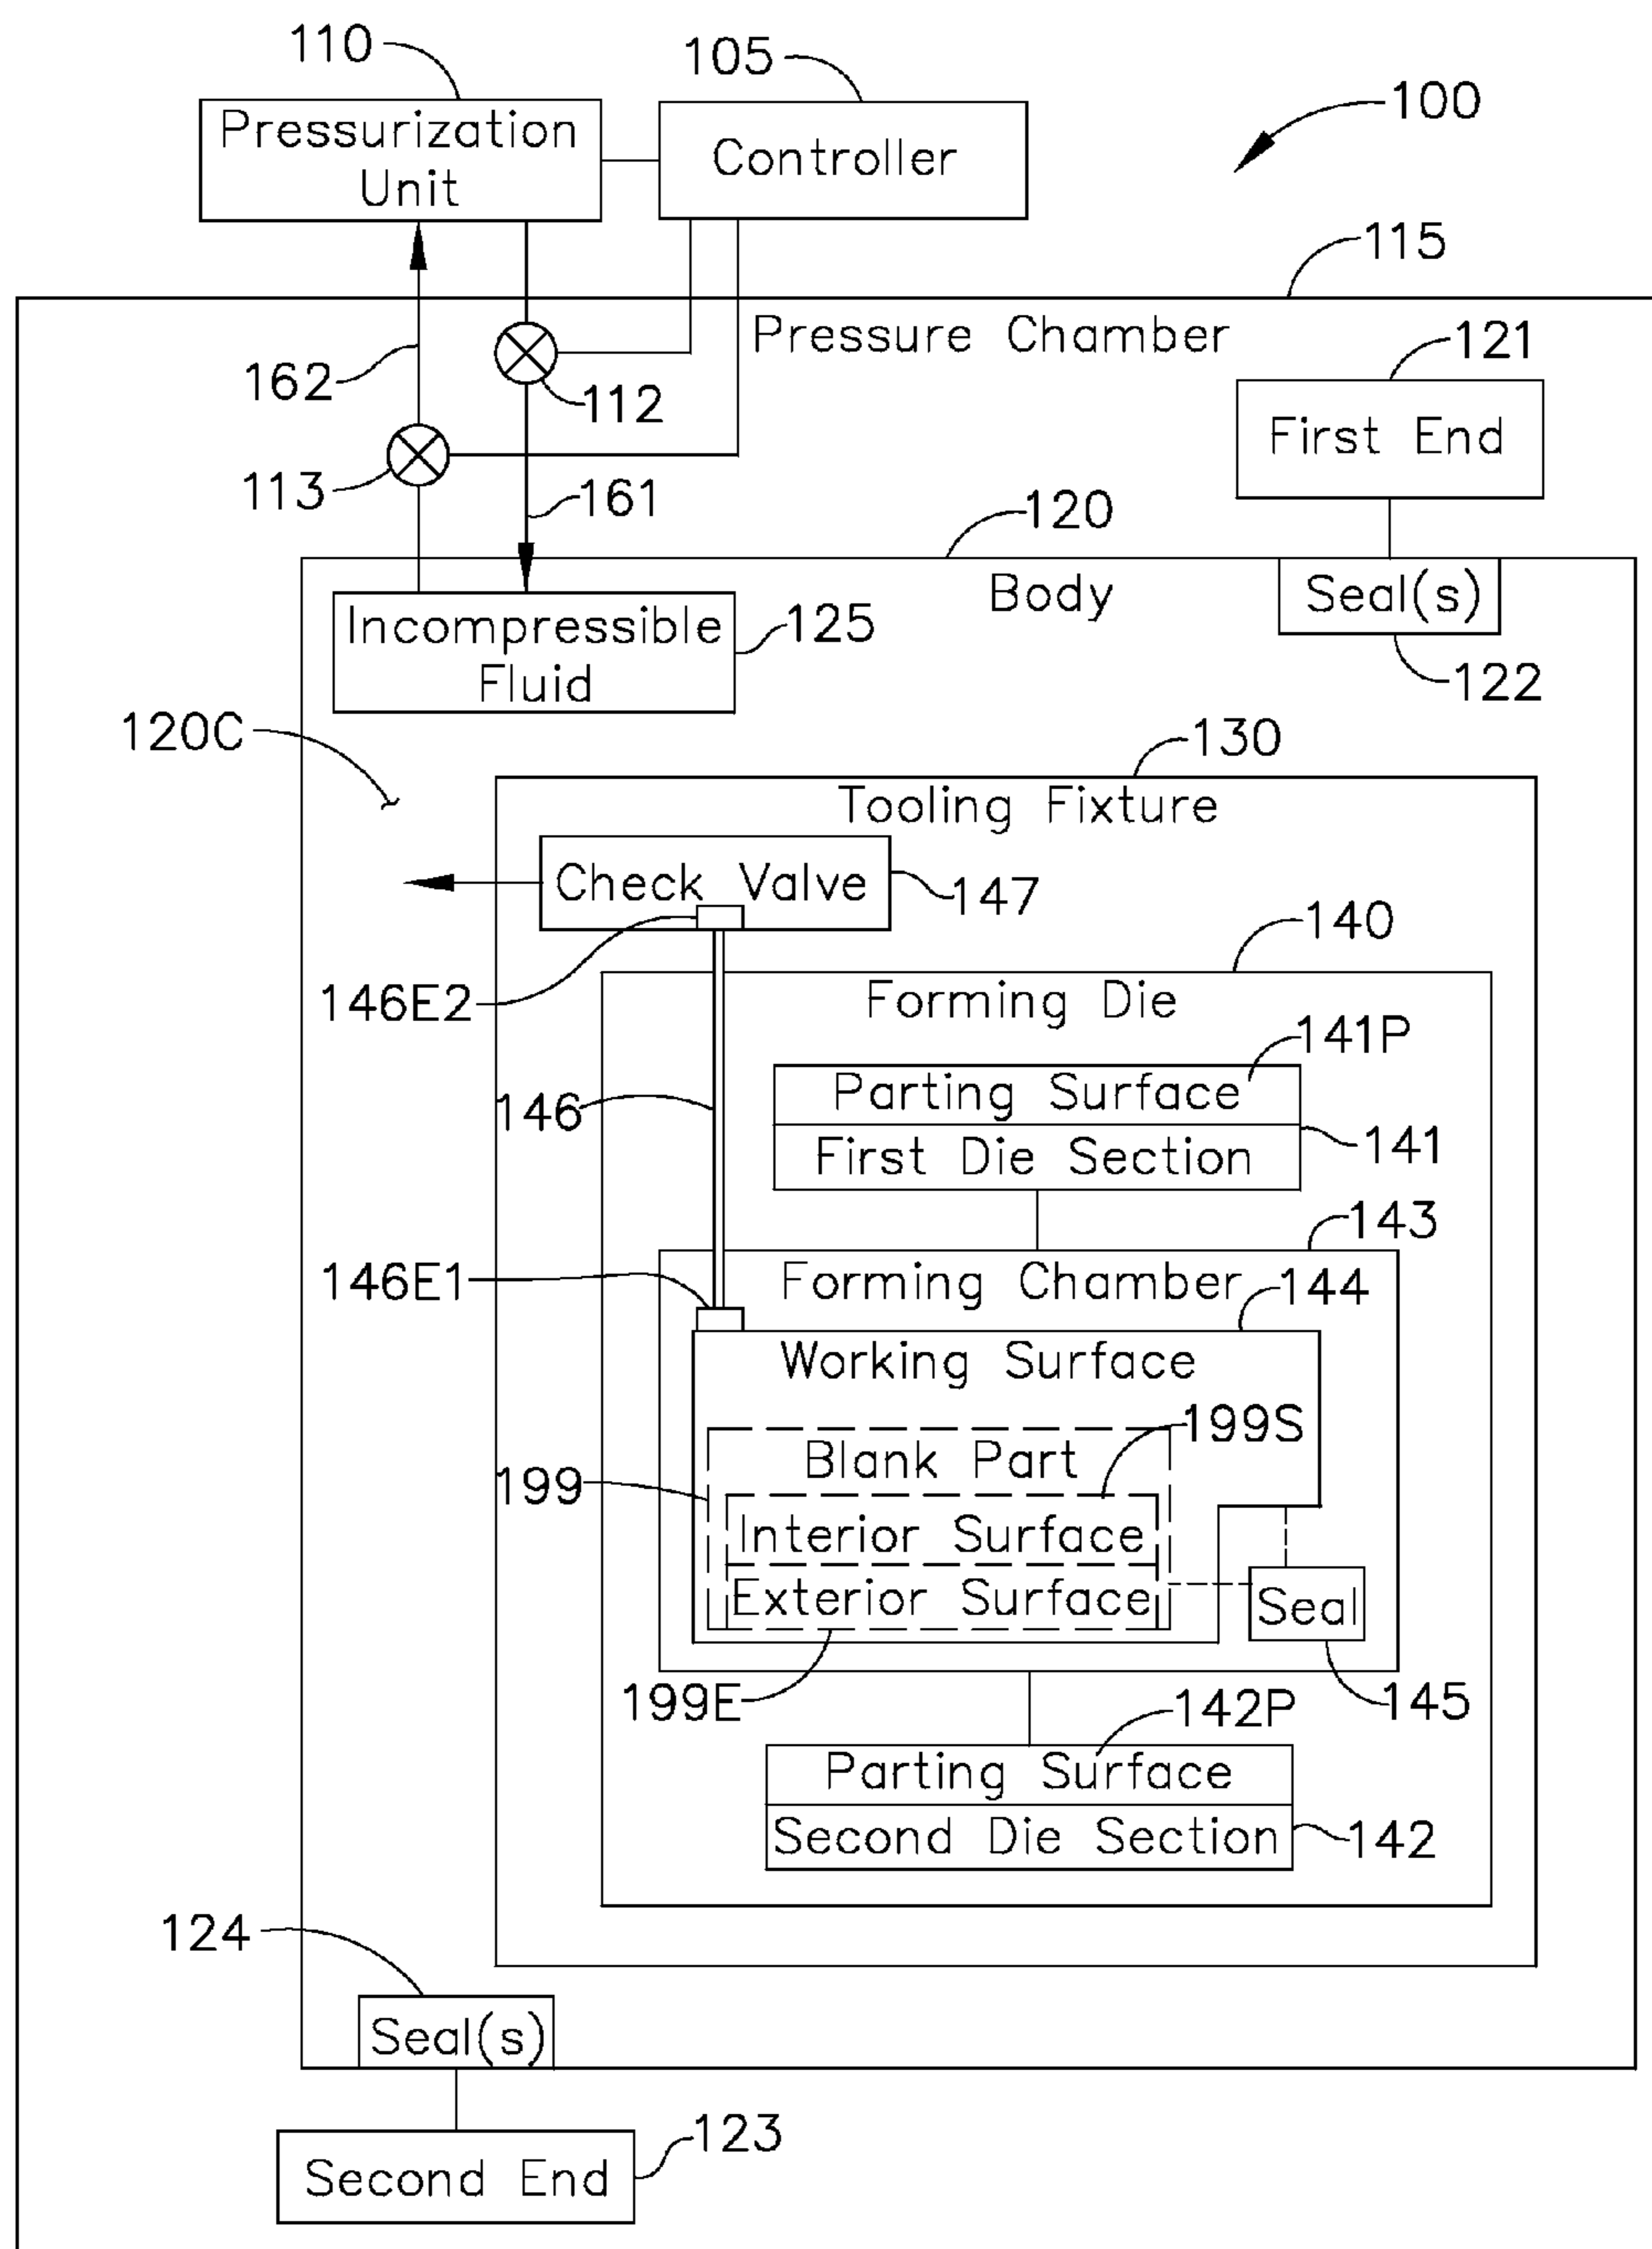 110
105
100
Pressurization
Unit
Controller
115
Pressure Chamber
121
162
112
First End
113
161
120
Body
Seal(s)
Incompressible
Fluid
125
122
120C
130
Tooling Fixture
Check Valve
147
140
146E2
Forming Die
141P
Parting Surface
146
First Die Section
141
143
146E1
Forming Chamber
144
Working Surface
199S
Blank Part
199
Interior Surface
Exterior Surface
Seal
199E
142P
145
Parting Surface
Second Die Section
142
124
Seal(s)
123
Second End